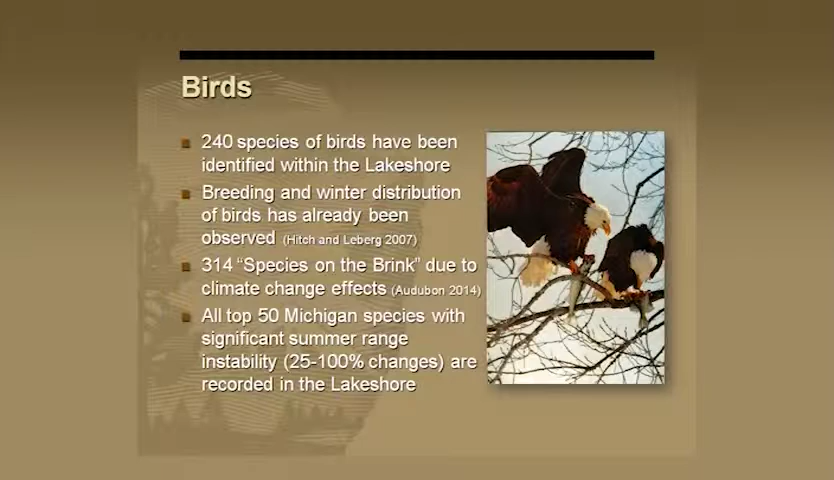 Birds
240 species of birds have been
identified within the Lakeshore
Breeding and winter distribution
of birds has already been
observed (Hitch and Leberg 2007)
314 “Species on the Brink” due to
climate change effects (Audubon 2014)
All top 50 Michigan species with
significant summer range
instability (25-100% changes) are
recorded in the Lakeshore